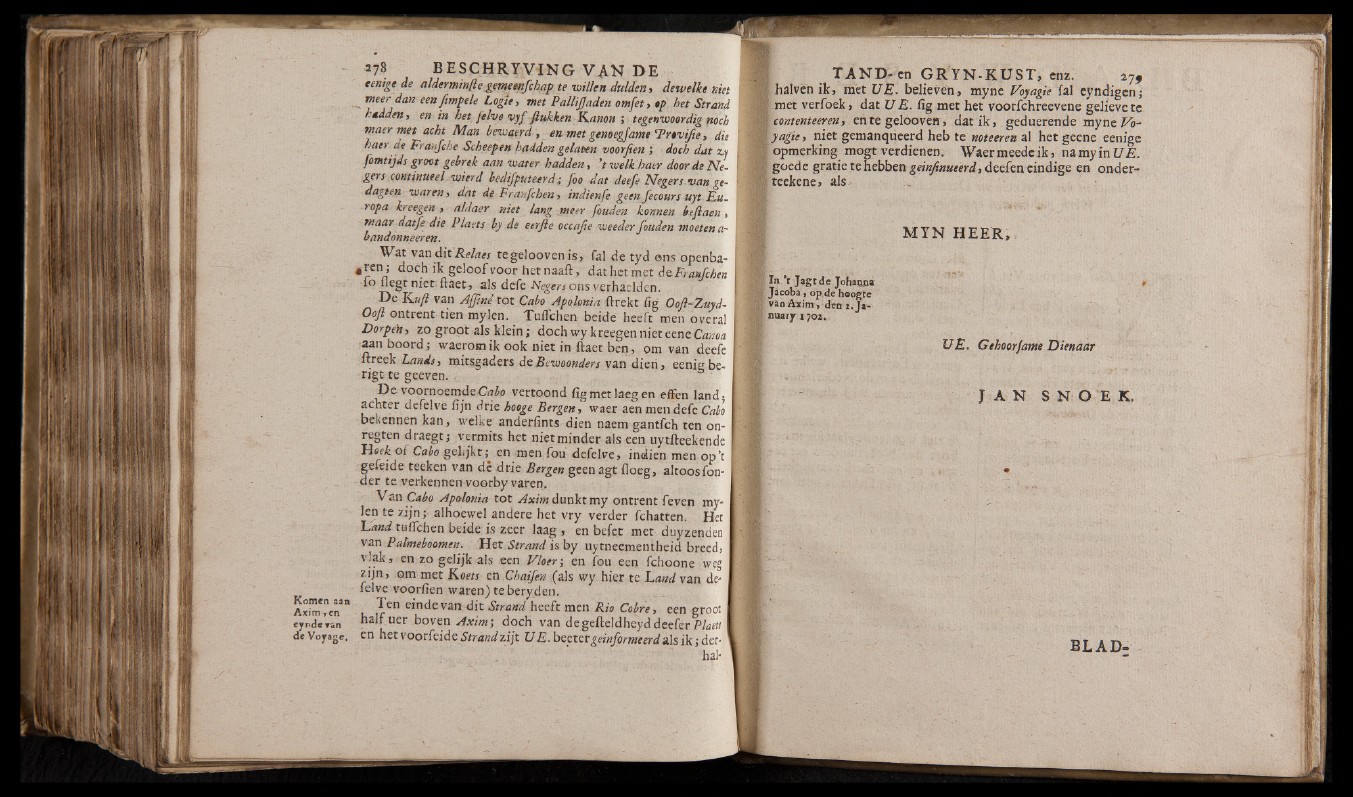 278 BESCHRYVING VAN DE
eenige de alderminſte gemeenſchap te willen dulden, dewelke niet
meer dan een ſimpele Logie, met Palliſſaden omſet, op het Strand
hadden, en in het ſelve vyf ſtukken Kanon; tegenwoordig noch
maer met acht Man bewaerd, en met genoegſame Proviſie, die
haer de Franſche Scheepen hadden gelaten voorſien; doch dat zy
ſomtijds groot gebrek aan water hadden, 't welk haer door de Ne-
gers continueel wierd bediſputeerd; ſoo dat deeſe Negers van ge-
dagten waren, dat de Franſchen, indienſe geen ſecours uyt Eu-
ropa kreegen, aldaer niet lang meer ſouden konnen beſtaen,
maar datſe die Plaets by de eerſte occaſie weeder ſouden moeten a-
bandonneeren.
Wat van dit Relaes te gelooven is, ſal de tyd ons openba-
ren; doch ik geloof voor het naaſt, dat het met de Franſchen
ſo ſlegt niet ſtaet, als deſe Negers ons verhaelden.
De Kuſt van Aſſiné tot Cabo Apolonia ſtrekt ſig Ooſt-Zuyd-
Ooſt ontrent tien mylen. Tuſſchen beide heeft men overal
Dorpen, zo groot als klein; doch wy kreegen niet eene Canoa
aan boord; waerom ik ook niet in ſtaet ben, om van deeſe
ſtreek Lands, mitsgaders de Bewoonders van dien, eenig be-
rigt te geeven.
De voornoemde Cabo vertoond ſig met laeg en effen land;
achter deſelve ſijn drie hooge Bergen, waer aen men deſe Cabo
bekennen kan, welke anderſints dien naem gantſch ten on-
regten draegt; vermits het niet minder als een uytſteekende
Hoek of Cabo gelijkt; en men ſou deſelve, indien men op 't
geſeide teeken van de drie Bergen geen agt ſloeg, altoos ſon-
der te verkennen voorby varen.
Van Cabo Apolonia tot Axim dunkt my ontrent ſeven my-
len te zijn; alhoewel andere het vry verder ſchatten. Het
Land tuſſchen beide is zeer laag, en beſet met duyzenden
van Palmeboomen. Het Strand is by uytneementheid breed,
vlak, en zo gelijk als een Vloer; en ſou een ſchoone weg
zijn, om met Koets en Chaiſen (als wy hier te Land van de-
ſelve voorſien waren) te beryden.
Komen aan
Axim, en
eynde van
de Voyage.
Ten einde van dit Strand heeft men Rio Cobre, een groot
half uer boven Axim; doch van de geſteldheyd deeſer Plaets
en het voorſeide Strand zijt UE. beeter geinformeerd als ik; der-
hal-
TAND- en GRYN-KUST, enz. 279
halven ik, met UE. believen, myne Voyagie ſal eyndigen;
met verſoek, dat UE. ſig met het voorſchreevene gelieve te
contenteeren, en te gelooven, dat ik, geduerende myne Vo-
yagie, niet gemanqueerd heb te noteeren al het geene eenige
opmerking mogt verdienen. Waer meede ik, na my in UE.
goede gratie te hebben geinſinueerd, deeſen eindige en onder-
teekene, als
MYN HEER,
In 't Jagt de Johanna
Jacoba, op de hoogte
van Axim, den 2. Ja-
nuary 1702.
UE. Gehoorſame Dienaar
JAN SNOEK.
BLAD-